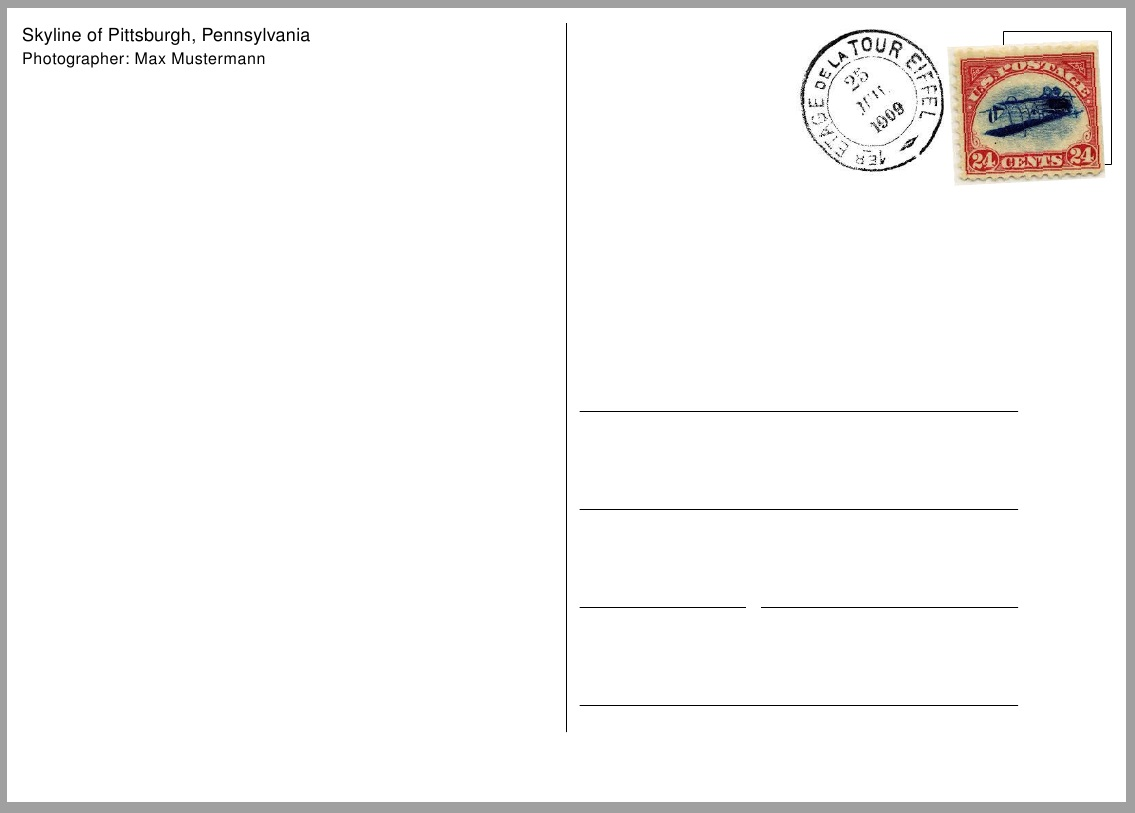 Skyline of Pittsburgh, Pennsylvania
Photographer: Max Mustermann
1ER ETAGE DE LA TOUR EIFFEL
25
JUIL
1909
U.S. POSTAGE
24 CENTS 24